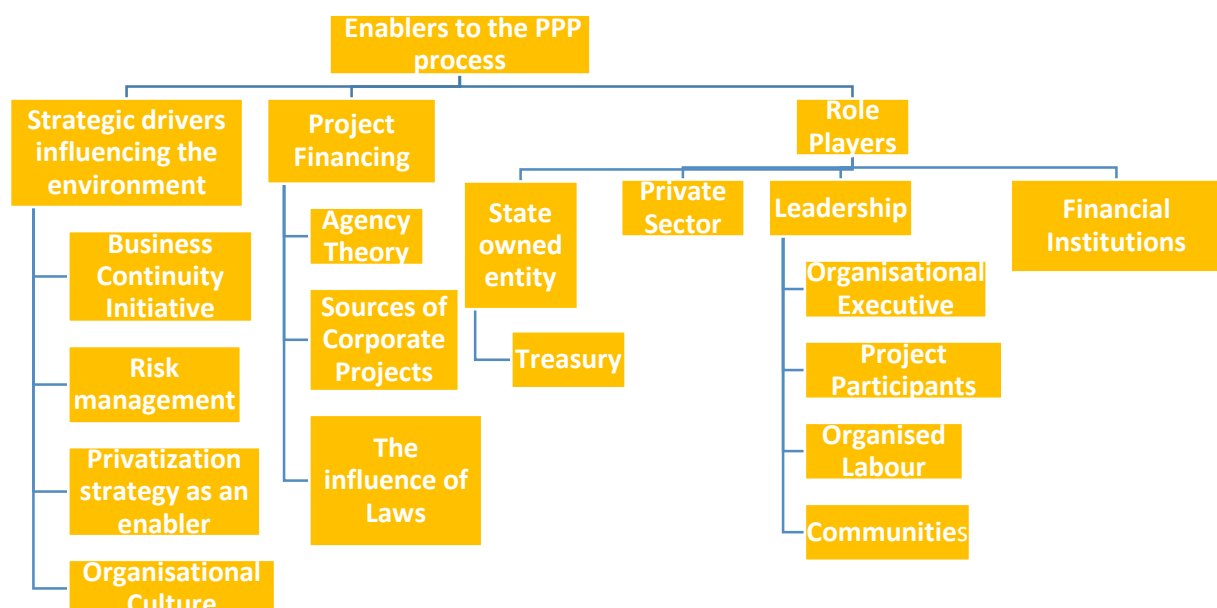 Enablers to the PPP
process
Strategic drivers
influencing the
environment
Business
Continuity
Initiative
Risk
management
Privatization
strategy as an
enabler
Organisational
Culture
Project
Financing
Agency
Theory
Sources of
Corporate
Projects
The
influence of
Laws
Role
Players
State
owned
entity
Treasury
Private
Sector
Leadership
Organisational
Executive
Project
Participants
Organised
Labour
Communities
Financial
Institutions